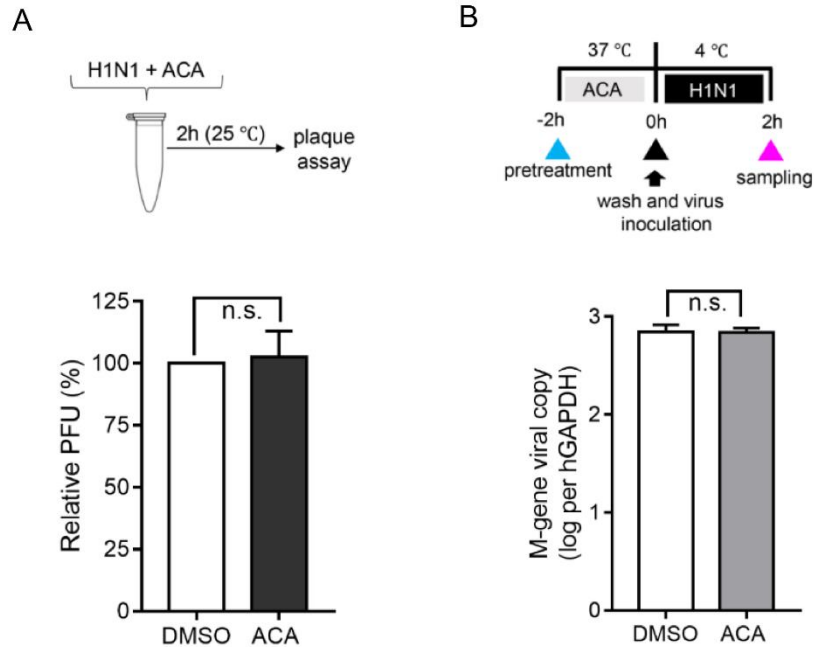 A
H1N1 + ACA
2h (25 ℃)
plaque
assay
125
100
75
50
25
0
Relative PFU (%)
n.s.
DMSO
ACA
B
37 ℃
4 ℃
ACA
H1N1
-2h
0h
2h
pretreatment
wash and virus
inoculation
sampling
3
2
1
0
M-gene viral copy
(log per hGAPDH)
n.s.
DMSO
ACA